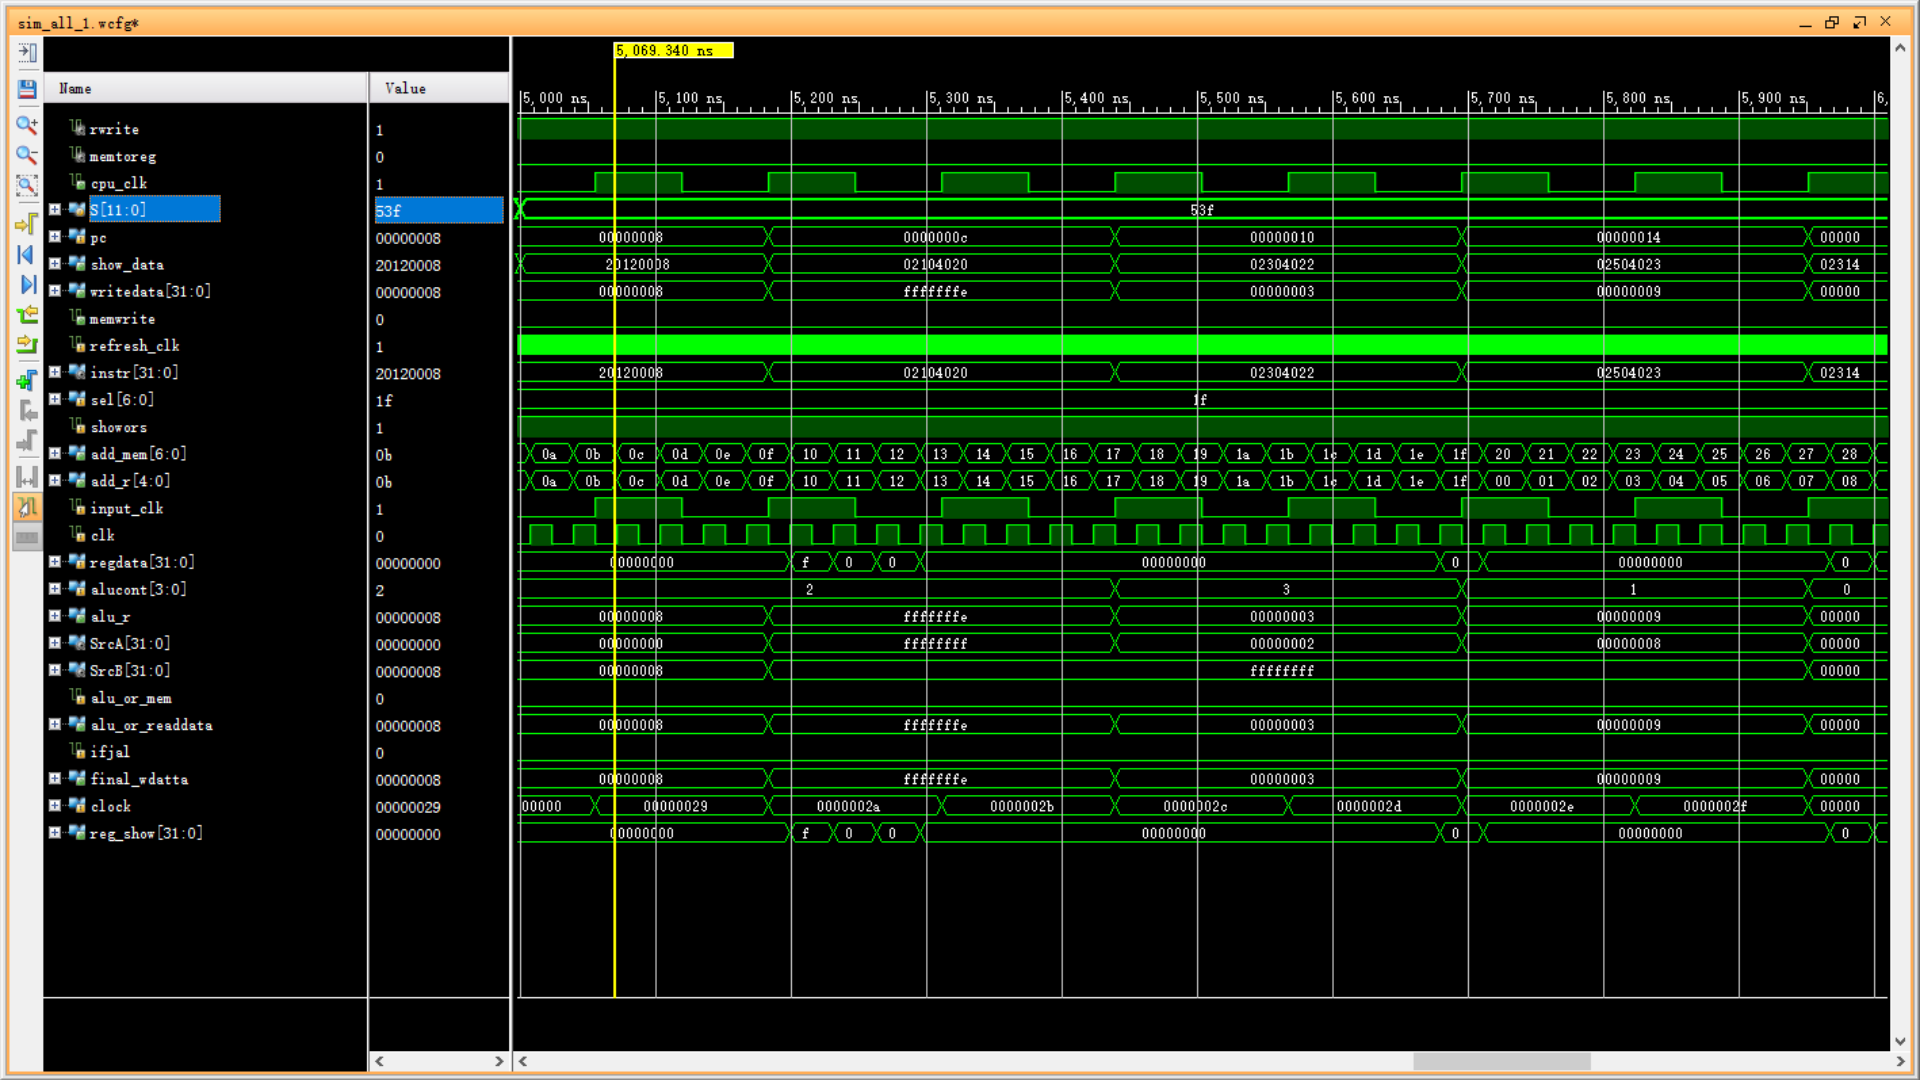 sim_all_1.wcfg*
5,069.340 ns
Name Value
5,000 ns 5,100 ns 5,200 ns 5,300 ns 5,400 ns 5,500 ns 5,600 ns 5,700 ns 5,800 ns 5,900 ns 6,
rwrite 1
memtoreg 0
cpu_clk 1
S[11:0] 53f 53f
pc 00000008 00000008 0000000c 00000010 00000014 00000
show_data 20120008 20120008 02104020 02304022 02504023 02314
writedata[31:0] 00000008 00000008 fffffffe 00000003 00000009 00000
memwrite 0
refresh_clk 1
instr[31:0] 20120008 20120008 02104020 02304022 02504023 02314
sel[6:0] 1f 1f
showors 1
add_mem[6:0] 0b 0a 0b 0c 0d 0e 0f 10 11 12 13 14 15 16 17 18 19 1a 1b 1c 1d 1e 1f 20 21 22 23 24 25 26 27 28
add_r[4:0] 0b 0a 0b 0c 0d 0e 0f 10 11 12 13 14 15 16 17 18 19 1a 1b 1c 1d 1e 1f 00 01 02 03 04 05 06 07 08
input_clk 1
clk 0
regdata[31:0] 00000000 00000000 f 0 0 00000000 0 00000000 0
alucont[3:0] 2 2 3 1 0
alu_r 00000008 00000008 fffffffe 00000003 00000009 00000
SrcA[31:0] 00000000 00000000 ffffffff 00000002 00000008 00000
SrcB[31:0] 00000008 00000008 ffffffff 00000
alu_or_mem 0
alu_or_readdata 00000008 00000008 fffffffe 00000003 00000009 00000
ifjal 0
final_wdatta 00000008 00000008 fffffffe 00000003 00000009 00000
clock 00000029 00000 00000029 0000002a 0000002b 0000002c 0000002d 0000002e 0000002f 00000
reg_show[31:0] 00000000 00000000 f 0 0 00000000 0 00000000 0